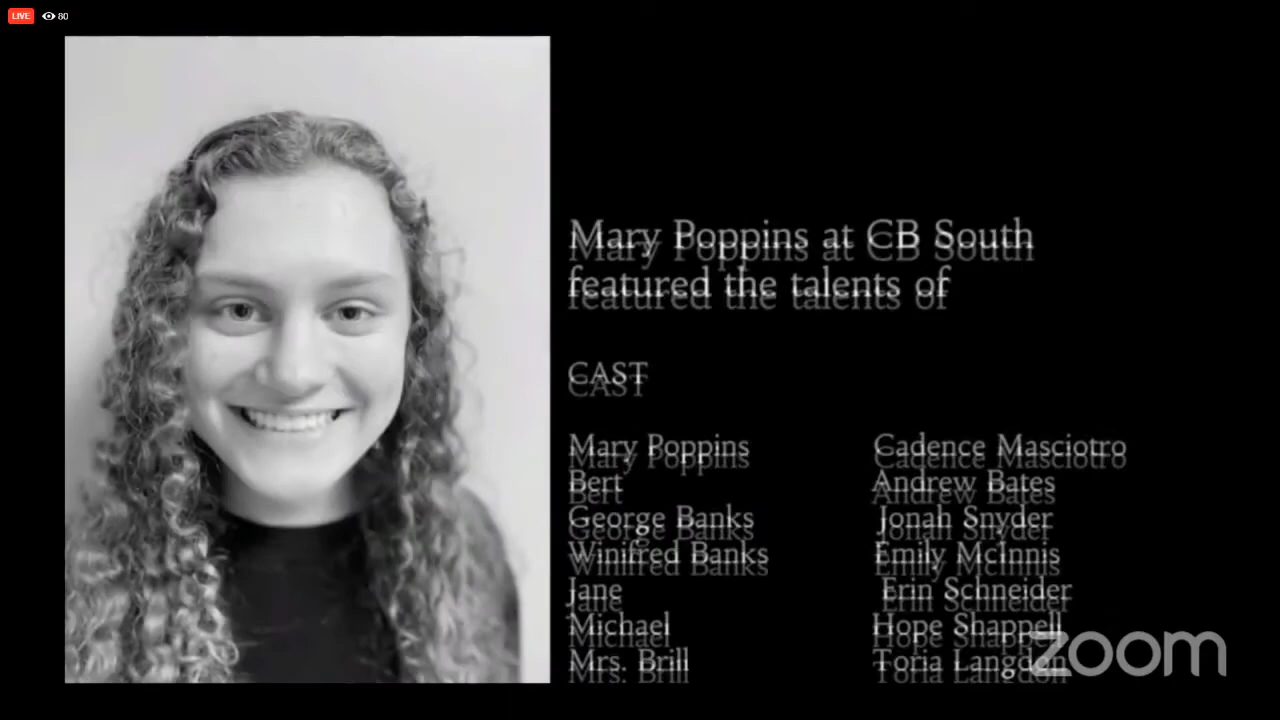 LIVE 80
Mary Poppins at CB South
featured the talents of
CAST
Mary Poppins Cadence Masciotro
Bert Andrew Bates
George Banks Jonah Snyder
Winifred Banks Emily McInnis
Jane Erin Schneider
Michael Hope Shappell
Mrs. Brill Toria Langdon
zoom